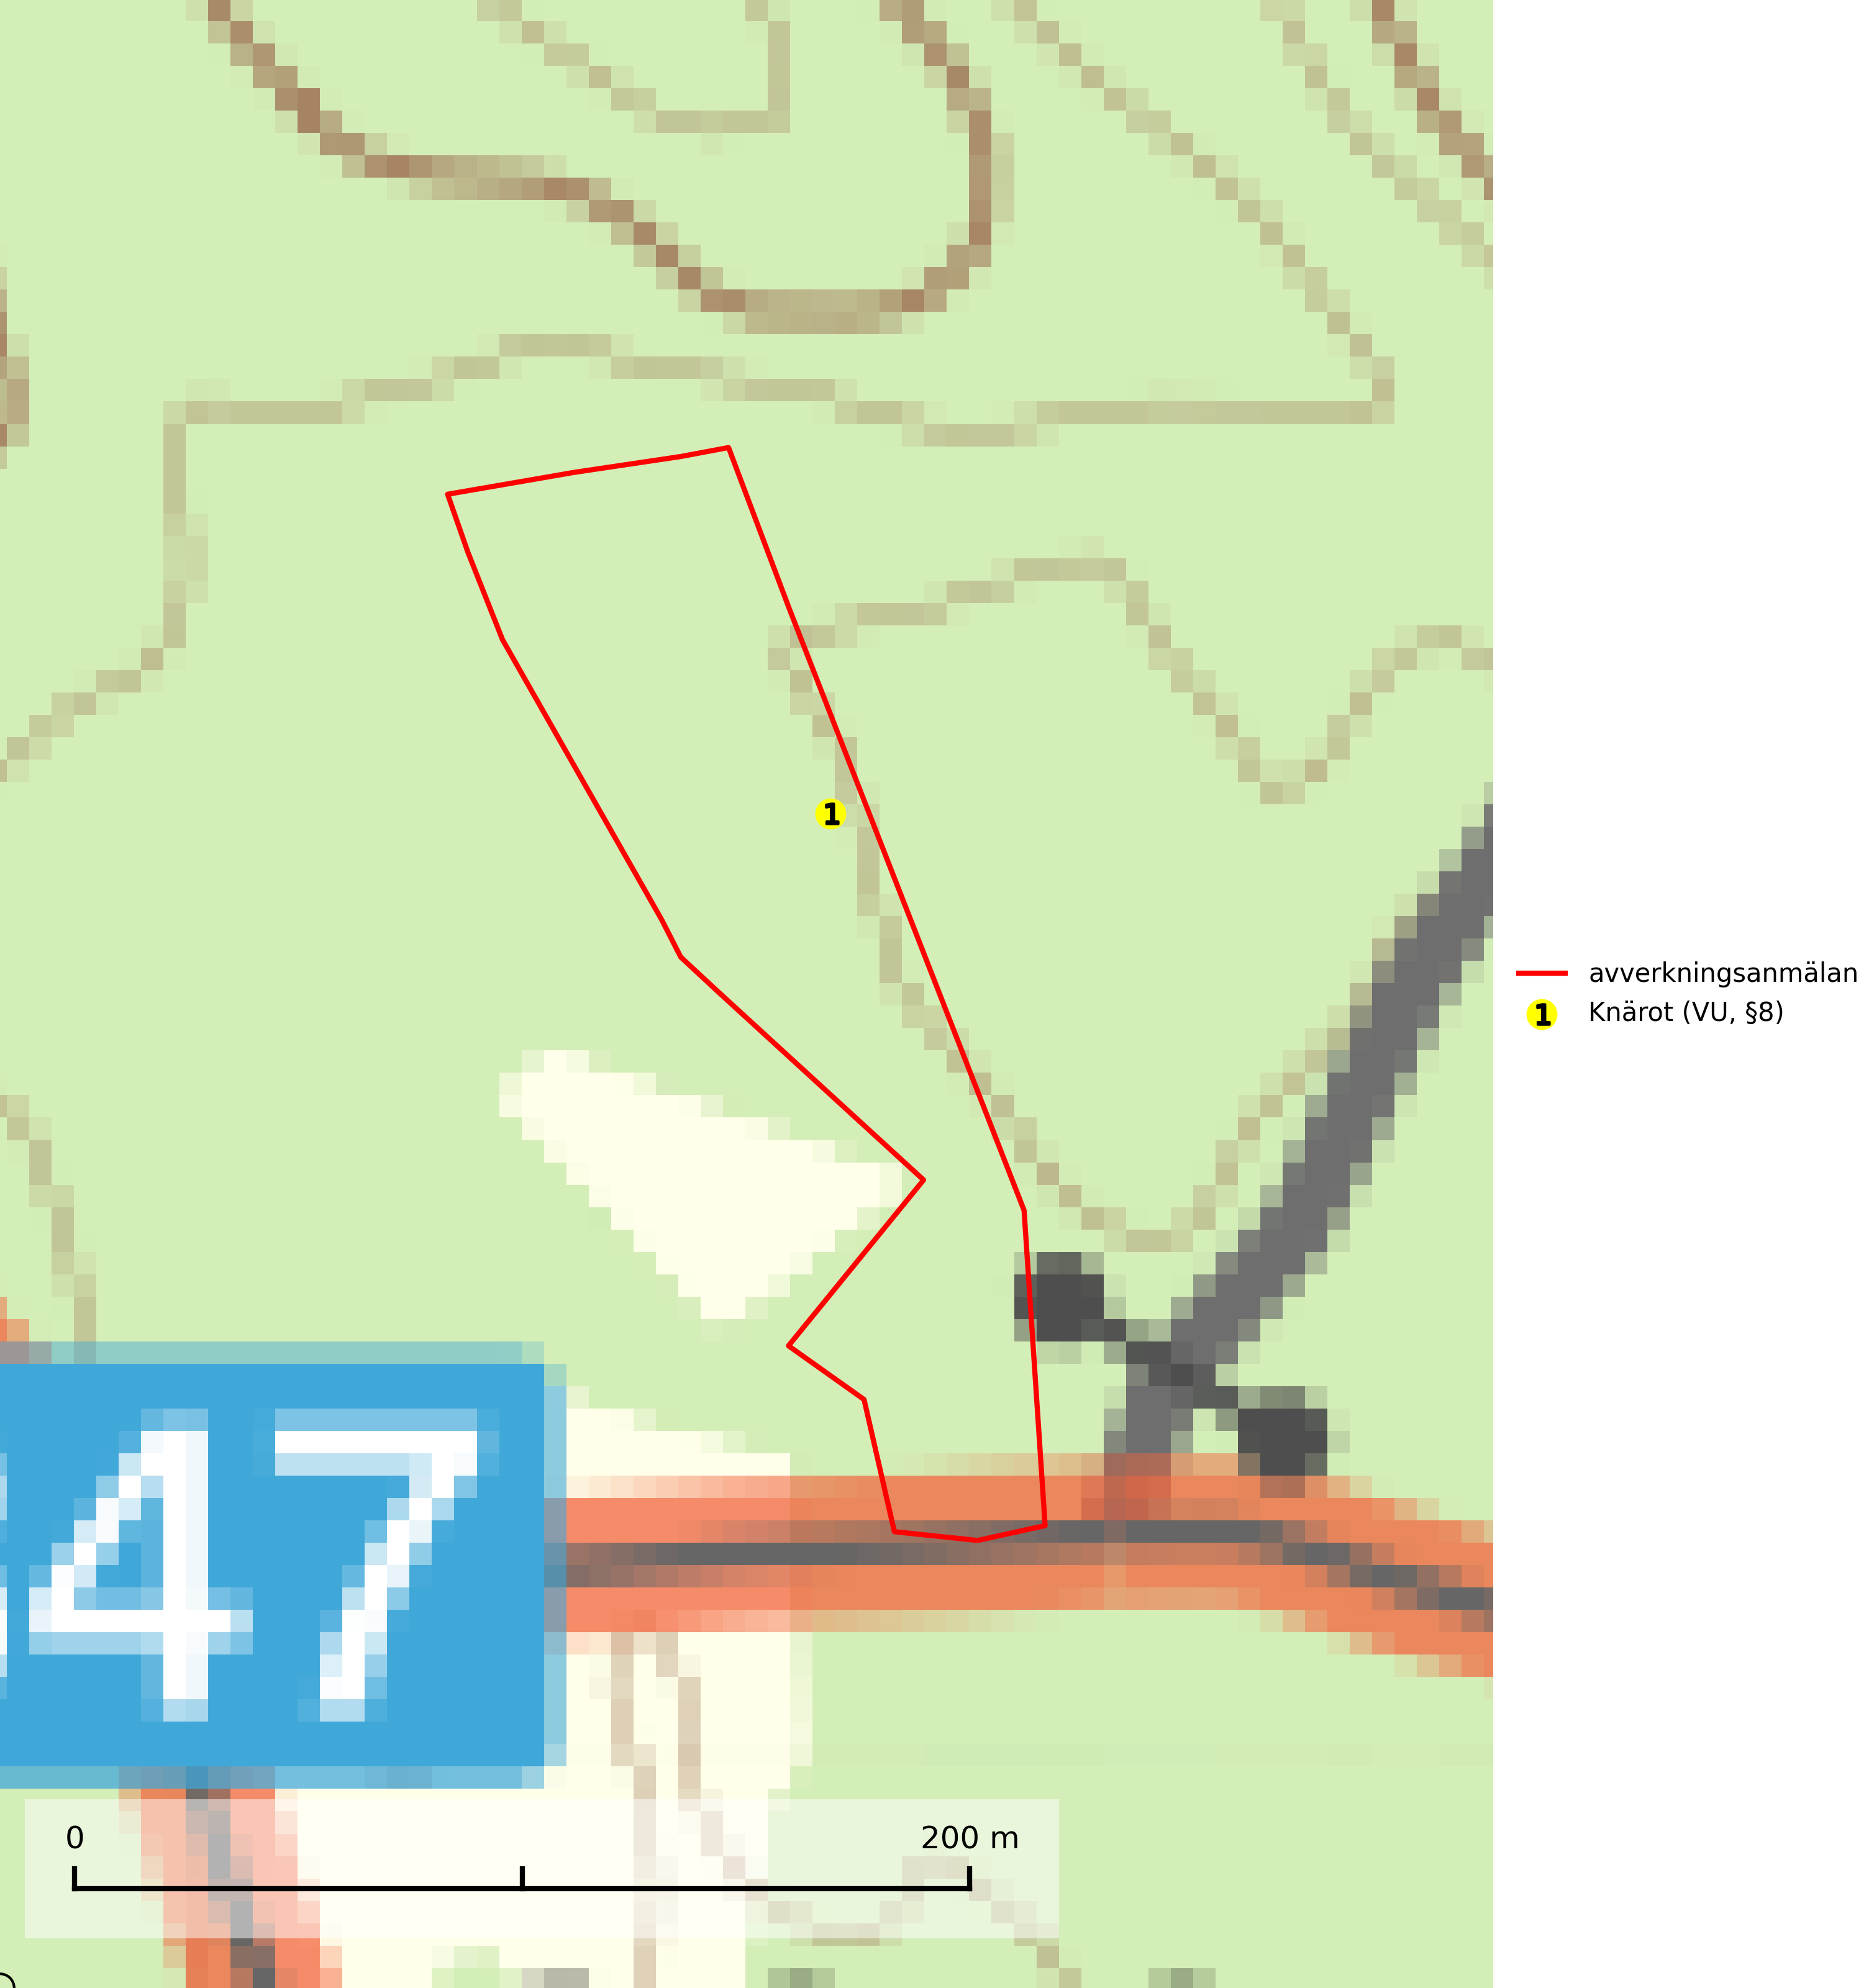 1
avverkningsanmälan
1 Knärot (VU, §8)
47
0 200 m